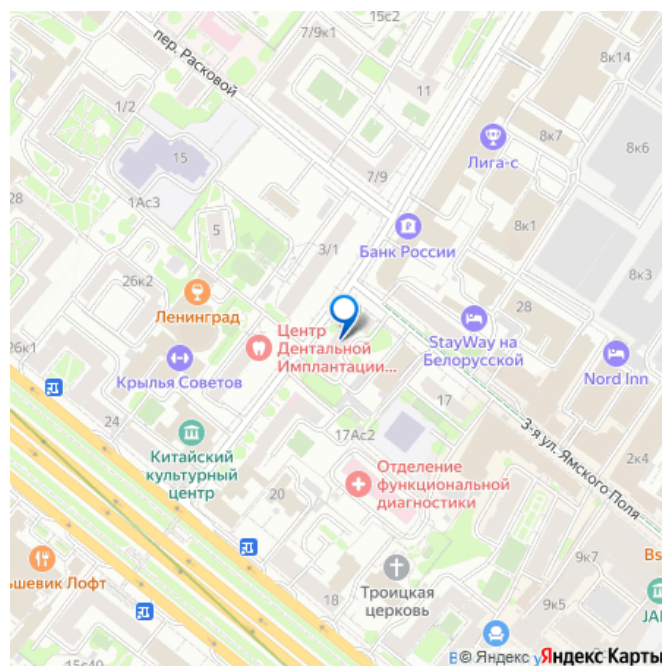 15с2
7/9к1
8к14
пер. Расковой
11
1/2
8к7
8к6
Лига-с
15
7/9
28
1Ас3
5
8к1
3/1
Банк России
8к3
26к2
28
Ленинград
Центр
Дентальной
Имплантации...
StayWay на
Белорусской
26к1
Крылья Советов
Nord Inn
24
17
3-я ул. Ямского Поля
17Ас2
Китайский
культурный
центр
2к4
Отделение
функциональной
диагностики
20
9к7
Bs
ьшевик Лофт
Троицкая
церковь
18
9к5
JA
© Яндекс
Яндекс Карты